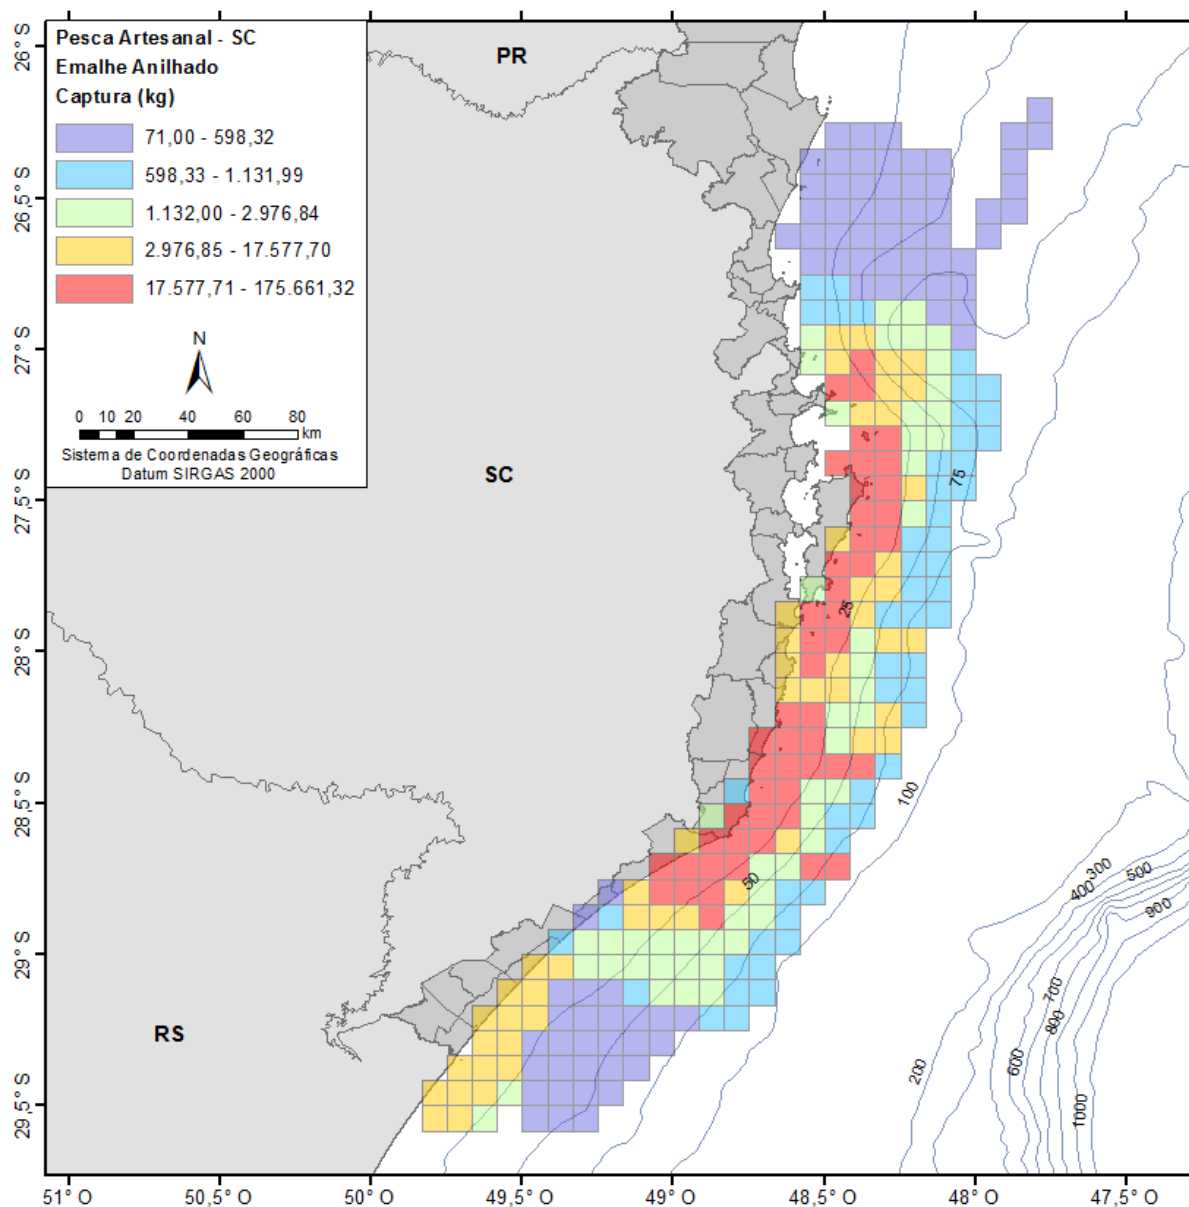 Pesca Artesanal - SC
Emalhe Anilhado
Captura (kg)
71,00 - 598,32
598,33 - 1.131,99
1.132,00 - 2.976,84
2.976,85 - 17.577,70
17.577,71 - 175.661,32
N
0 10 20 40 60 80
km
Sistema de Coordenadas Geográficas
Datum SIRGAS 2000
PR
SC
RS
75
25
100
50
300
400
500
900
700
800
600
200
1000
26° S
26,5° S
27° S
27,5° S
28° S
28,5° S
29° S
29,5° S
51° O
50,5° O
50° O
49,5° O
49° O
48,5° O
48° O
47,5° O